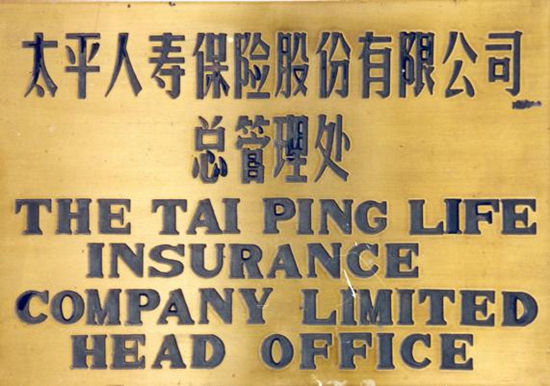 太平人寿保险股份有限公司
总管理处
THE TAI PING LIFE
INSURANCE
COMPANY LIMITED
HEAD OFFICE